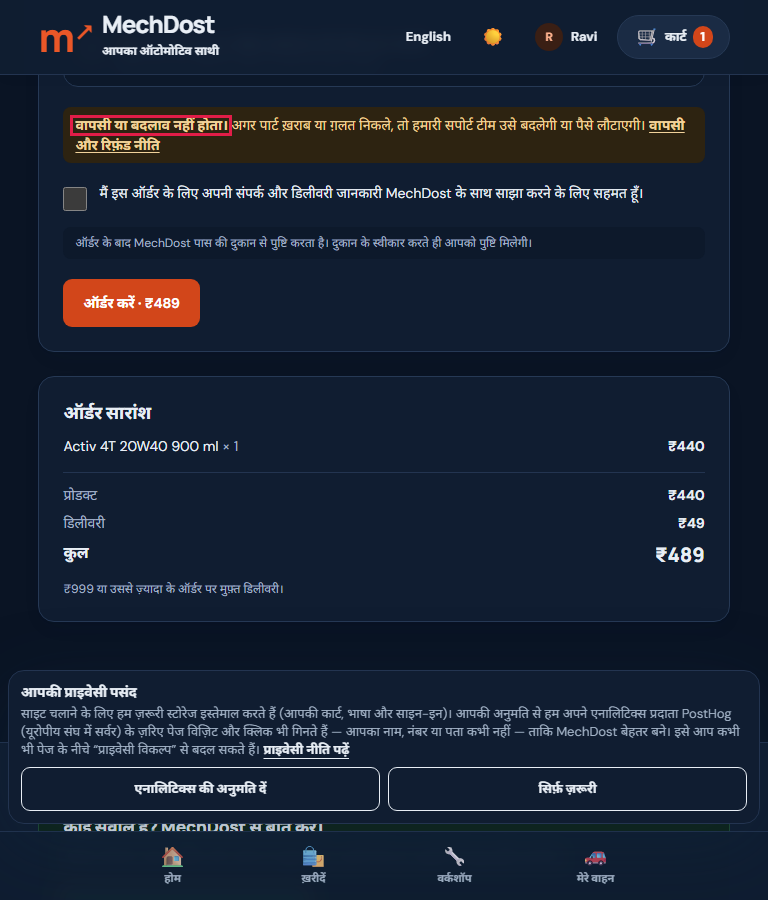 m MechDost
आपका ऑटोमोटिव साथी
English
R Ravi
कार्ट 1
वापसी या बदलाव नहीं होता। अगर पार्ट ख़राब या ग़लत निकले, तो हमारी सपोर्ट टीम उसे बदलेगी या पैसे लौटाएगी। वापसी
और रिफ़ंड नीति
मैं इस ऑर्डर के लिए अपनी संपर्क और डिलीवरी जानकारी MechDost के साथ साझा करने के लिए सहमत हूँ।
ऑर्डर के बाद MechDost पास की दुकान से पुष्टि करता है। दुकान के स्वीकार करते ही आपको पुष्टि मिलेगी।
ऑर्डर करें · ₹489
ऑर्डर सारांश
Activ 4T 20W40 900 ml × 1 ₹440
प्रोडक्ट ₹440
डिलीवरी ₹49
कुल ₹489
₹999 या उससे ज़्यादा के ऑर्डर पर मुफ़्त डिलीवरी।
आपकी प्राइवेसी पसंद
साइट चलाने के लिए हम ज़रूरी स्टोरेज इस्तेमाल करते हैं (आपकी कार्ट, भाषा और साइन-इन)। आपकी अनुमति से हम अपने एनालिटिक्स प्रदाता PostHog
(यूरोपीय संघ में सर्वर) के ज़रिए पेज विज़िट और क्लिक भी गिनते हैं — आपका नाम, नंबर या पता कभी नहीं — ताकि MechDost बेहतर बने। इसे आप कभी
भी पेज के नीचे “प्राइवेसी विकल्प” से बदल सकते हैं। प्राइवेसी नीति पढ़ें
एनालिटिक्स की अनुमति दें
सिर्फ़ ज़रूरी
कोई सवाल है? MechDost से बात करें।
होम
ख़रीदें
वर्कशॉप
मेरे वाहन